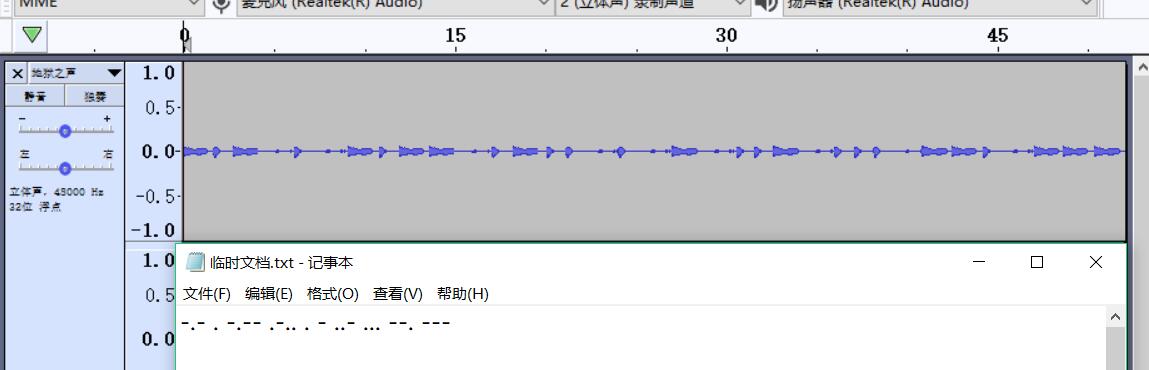 MME 麦克风 (Realtek(R) Audio) 2 (立体声) 录制声道 扬声器 (Realtek(R) Audio)
0 15 30 45
× 地狱之声 1.0
静音 独奏 0.5
- + 0.0
左 右
立体声, 48000 Hz -0.5
32位 浮点
-1.0
1.0 临时文档.txt - 记事本
0.5 文件(F) 编辑(E) 格式(O) 查看(V) 帮助(H)
0.0 -.- . -.-- .-.. . - ..- ... --. ---